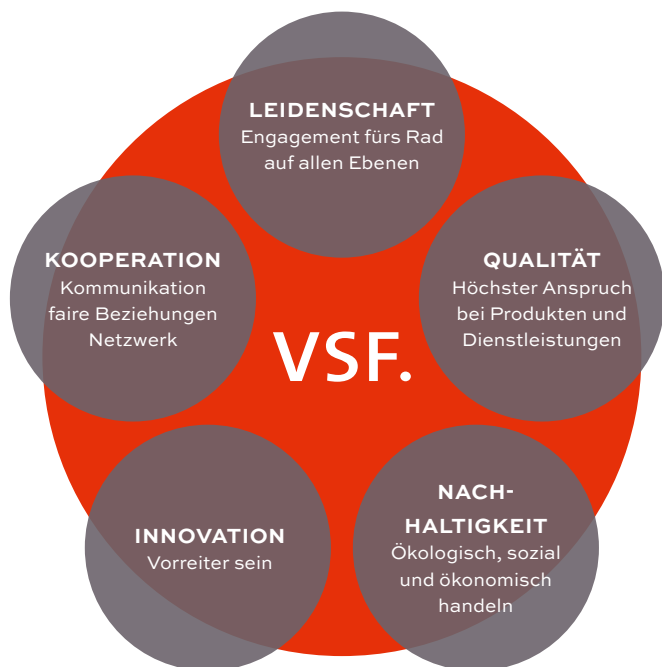 LEIDENSCHAFT
Engagement fürs Rad
auf allen Ebenen
KOOPERATION
Kommunikation
faire Beziehungen
Netzwerk
QUALITÄT
Höchster Anspruch
bei Produkten und
Dienstleistungen
VSF.
INNOVATION
Vorreiter sein
NACH-
HALTIGKEIT
Ökologisch, sozial
und ökonomisch
handeln